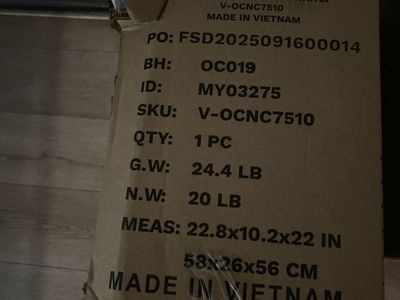 V-OCNC7510
MADE IN VIETNAM
PO: FSD2025091600014
BH: OC019
ID: MY03275
SKU: V-OCNC7510
QTY: 1 PC
G.W: 24.4 LB
N.W: 20 LB
MEAS: 22.8x10.2x22 IN
58x26x56 CM
MADE IN VIETNAM